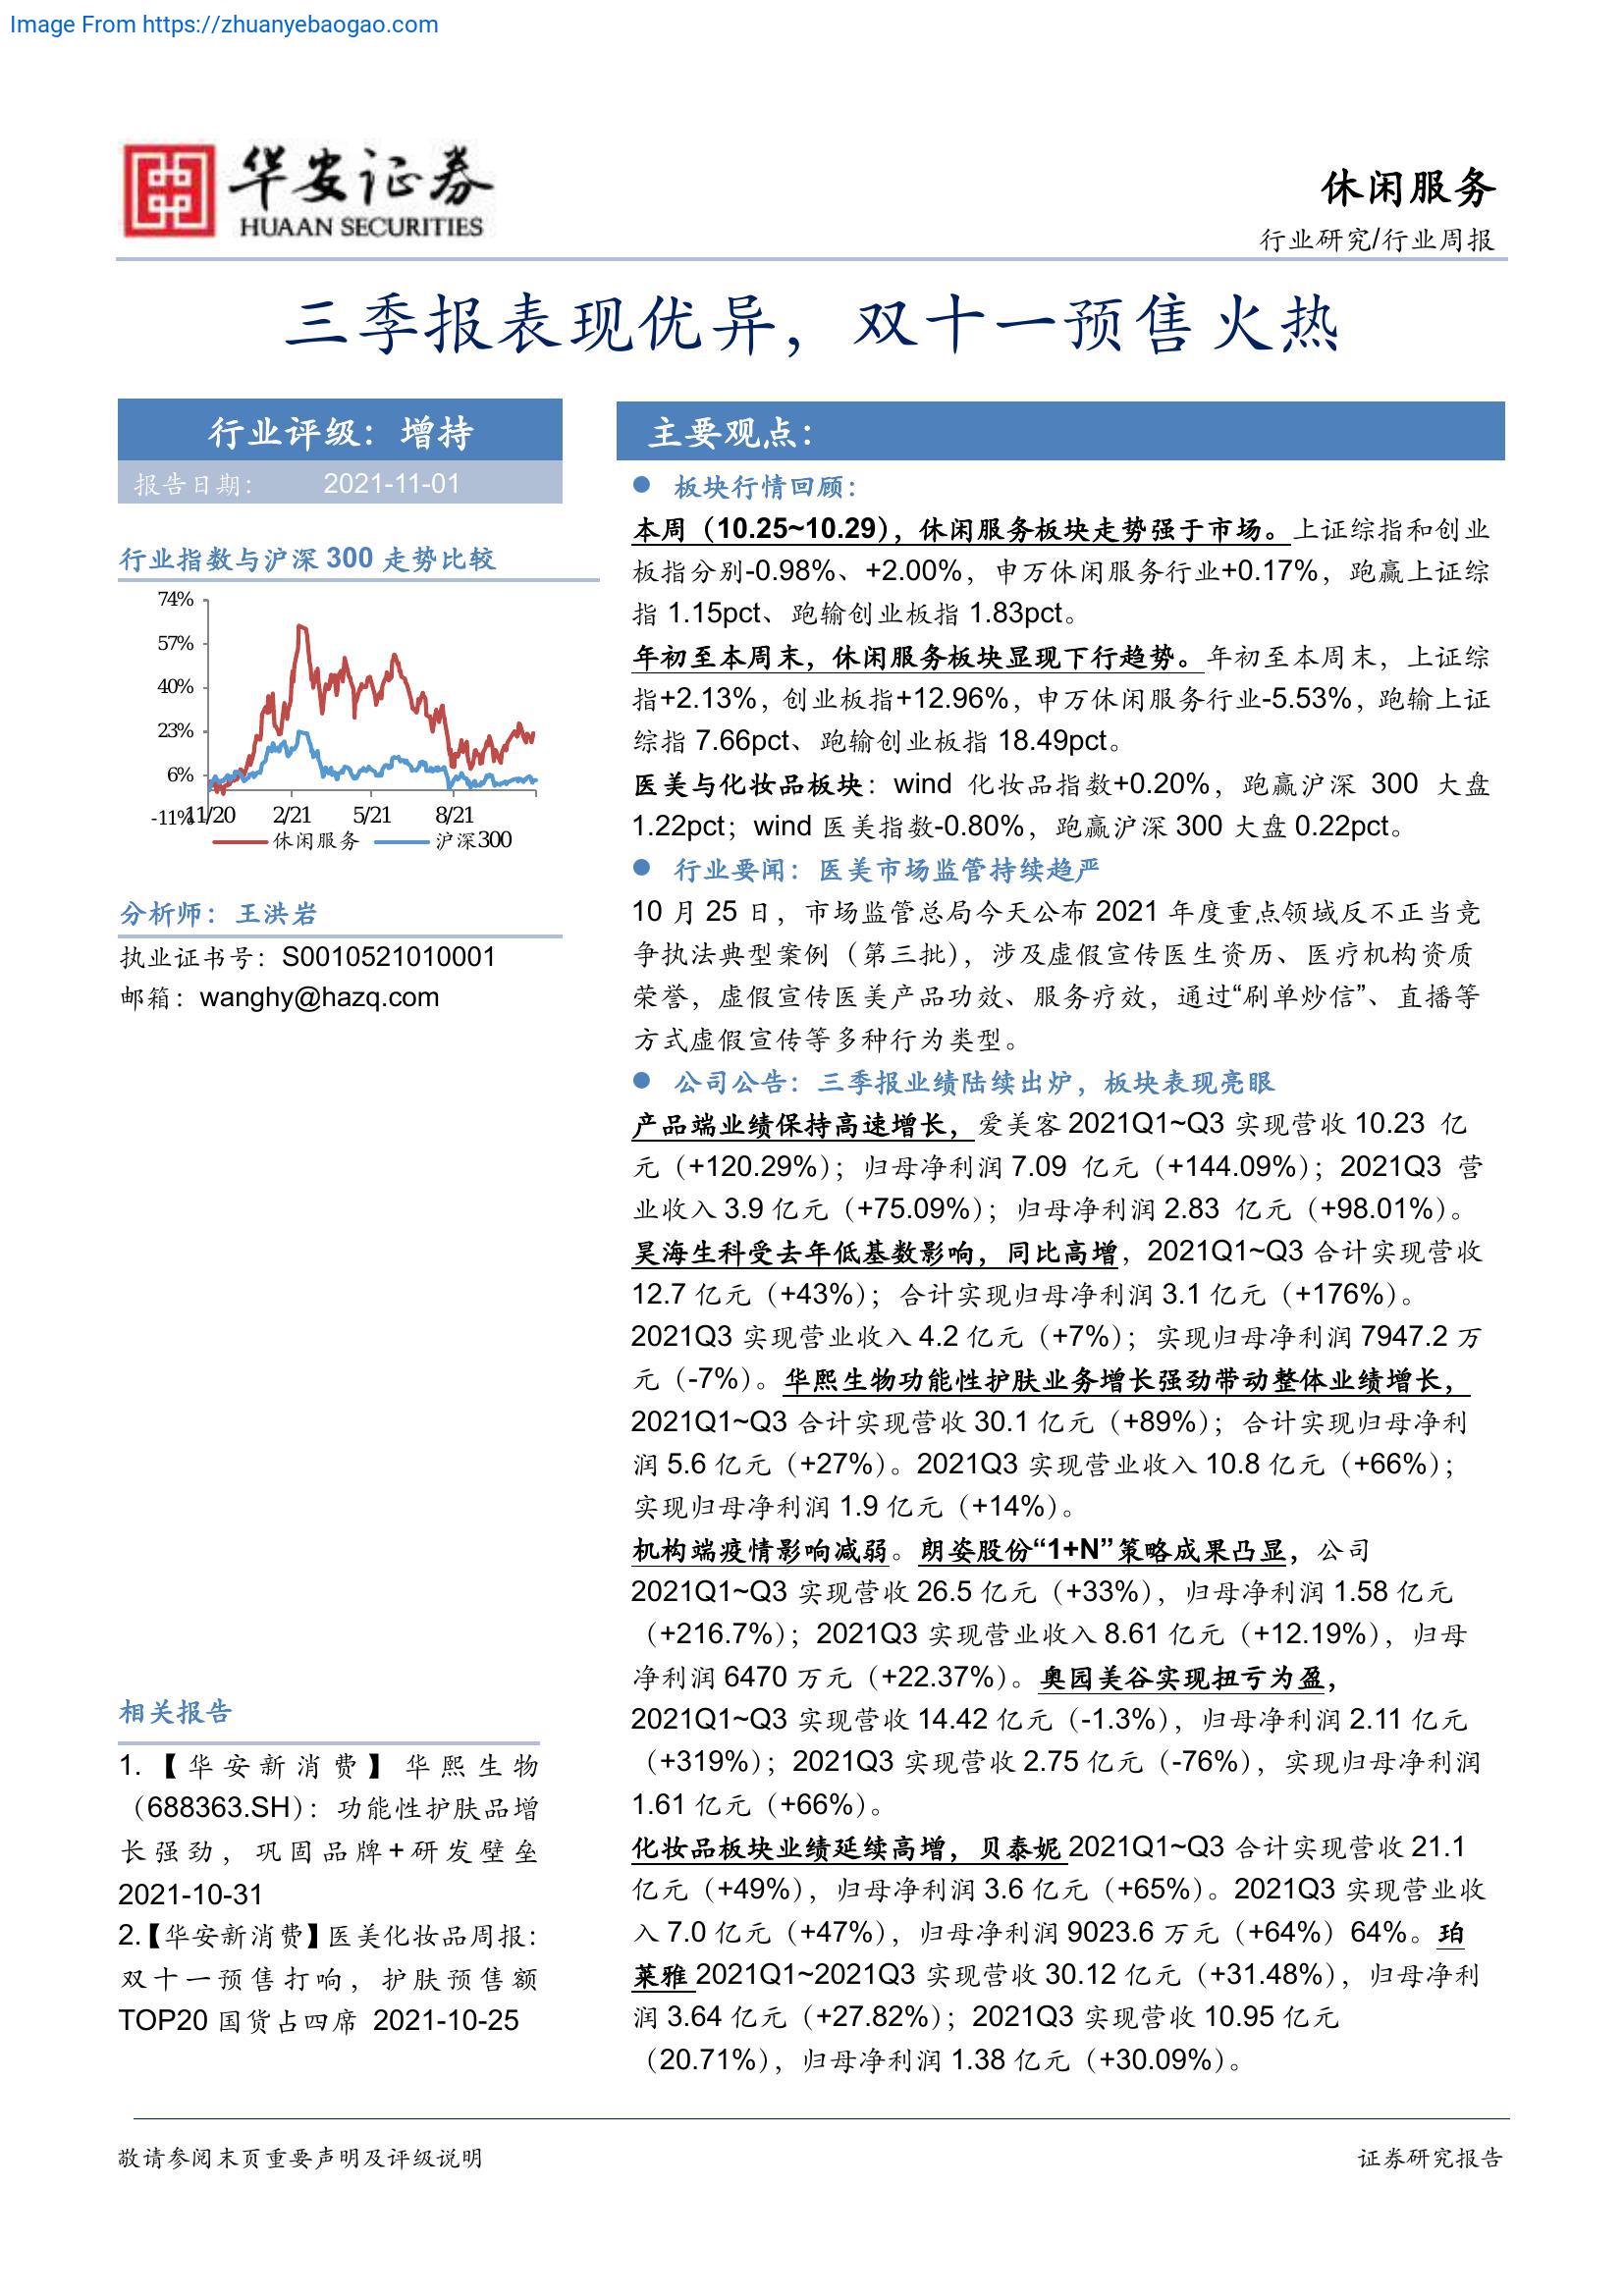 Image From https://zhuanyebaogao.com
华安证券
HUAAN SECURITIES
休闲服务
行业研究/行业周报
三季报表现优异，双十一预售火热
行业评级：增持
报告日期： 2021-11-01
行业指数与沪深 300 走势比较
74%
57%
40%
23%
6%
-11%
11/20 2/21 5/21 8/21
休闲服务 沪深300
分析师：王洪岩
执业证书号：S0010521010001
邮箱：wanghy@hazq.com
相关报告
1.【华安新消费】华熙生物
（688363.SH）：功能性护肤品增
长强劲，巩固品牌+研发壁垒
2021-10-31
2.【华安新消费】医美化妆品周报：
双十一预售打响，护肤预售额
TOP20 国货占四席 2021-10-25
主要观点：
● 板块行情回顾：
本周（10.25~10.29），休闲服务板块走势强于市场。上证综指和创业
板指分别-0.98%、+2.00%，申万休闲服务行业+0.17%，跑赢上证综
指 1.15pct、跑输创业板指 1.83pct。
年初至本周末，休闲服务板块显现下行趋势。年初至本周末，上证综
指+2.13%，创业板指+12.96%，申万休闲服务行业-5.53%，跑输上证
综指 7.66pct、跑输创业板指 18.49pct。
医美与化妆品板块：wind 化妆品指数+0.20%，跑赢沪深 300 大盘
1.22pct；wind 医美指数-0.80%，跑赢沪深 300 大盘 0.22pct。
● 行业要闻：医美市场监管持续趋严
10 月 25 日，市场监管总局今天公布 2021 年度重点领域反不正当竞
争执法典型案例（第三批），涉及虚假宣传医生资历、医疗机构资质
荣誉，虚假宣传医美产品功效、服务疗效，通过“刷单炒信”、直播等
方式虚假宣传等多种行为类型。
● 公司公告：三季报业绩陆续出炉，板块表现亮眼
产品端业绩保持高速增长，爱美客 2021Q1~Q3 实现营收 10.23 亿
元（+120.29%）；归母净利润 7.09 亿元（+144.09%）；2021Q3 营
业收入 3.9 亿元（+75.09%）；归母净利润 2.83 亿元（+98.01%）。
昊海生科受去年低基数影响，同比高增，2021Q1~Q3 合计实现营收
12.7 亿元（+43%）；合计实现归母净利润 3.1 亿元（+176%）。
2021Q3 实现营业收入 4.2 亿元（+7%）；实现归母净利润 7947.2 万
元（-7%）。华熙生物功能性护肤业务增长强劲带动整体业绩增长，
2021Q1~Q3 合计实现营收 30.1 亿元（+89%）；合计实现归母净利
润 5.6 亿元（+27%）。2021Q3 实现营业收入 10.8 亿元（+66%）；
实现归母净利润 1.9 亿元（+14%）。
机构端疫情影响减弱。朗姿股份“1+N”策略成果凸显，公司
2021Q1~Q3 实现营收 26.5 亿元（+33%），归母净利润 1.58 亿元
（+216.7%）；2021Q3 实现营业收入 8.61 亿元（+12.19%），归母
净利润 6470 万元（+22.37%）。奥园美谷实现扭亏为盈，
2021Q1~Q3 实现营收 14.42 亿元（-1.3%），归母净利润 2.11 亿元
（+319%）；2021Q3 实现营收 2.75 亿元（-76%），实现归母净利润
1.61 亿元（+66%）。
化妆品板块业绩延续高增，贝泰妮 2021Q1~Q3 合计实现营收 21.1
亿元（+49%），归母净利润 3.6 亿元（+65%）。2021Q3 实现营业收
入 7.0 亿元（+47%），归母净利润 9023.6 万元（+64%）64%。珀
莱雅 2021Q1~2021Q3 实现营收 30.12 亿元（+31.48%），归母净利
润 3.64 亿元（+27.82%）；2021Q3 实现营收 10.95 亿元
（20.71%），归母净利润 1.38 亿元（+30.09%）。
敬请参阅末页重要声明及评级说明
证券研究报告